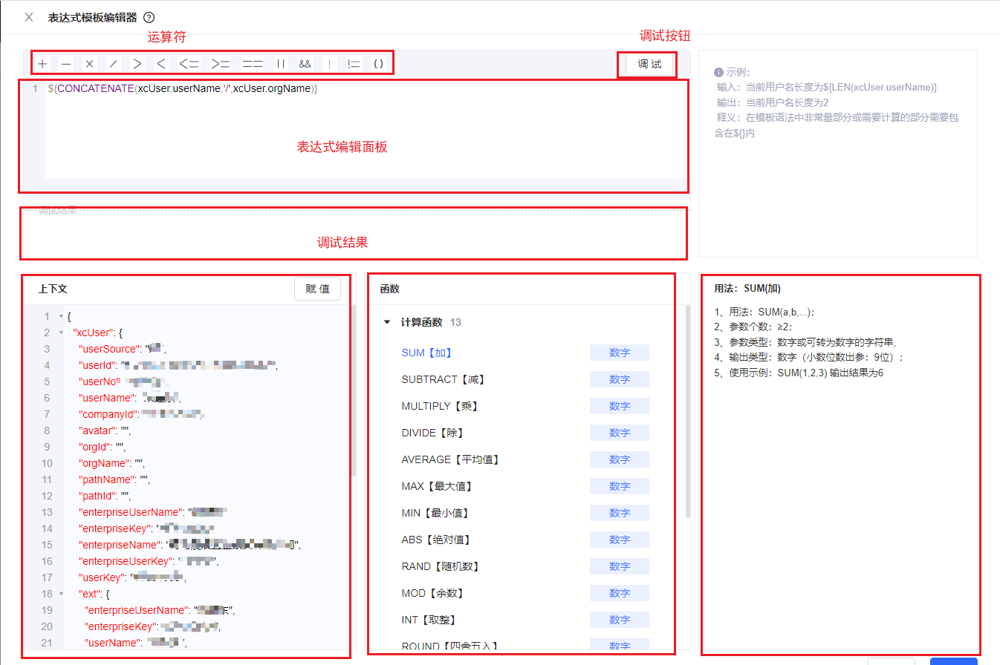 表达式模板编辑器 ?
运算符
调试按钮
+ — × / > < <= >= == || && ! != ()
调 试
1 ${CONCATENATE(xcUser.userName,'/',xcUser.orgName)}
表达式编辑面板
调试结果
调试结果
示例：
输入：当前用户名长度为${LEN(xcUser.userName)}
输出：当前用户名长度为2
释义：在模板语法中非常量部分或需要计算的部分需要包
含在${}内
上下文
赋 值
1 {
2 "xcUser": {
3 "userSource": "
4 "userId": "
5 "userNo"
6 "userName":
7 "companyId":
8 "avatar": "",
9 "orgId": "",
10 "orgName": "",
11 "pathName": "",
12 "pathId": "",
13 "enterpriseUserName": "
14 "enterpriseKey": "
15 "enterpriseName": "
16 "enterpriseUserKey": "
17 "userKey": "
18 "ext": {
19 "enterpriseUserName": "
20 "enterpriseKey":
21 "userName":
函数
计算函数 13
SUM【加】 数字
SUBTRACT【减】 数字
MULTIPLY【乘】 数字
DIVIDE【除】 数字
AVERAGE【平均值】 数字
MAX【最大值】 数字
MIN【最小值】 数字
ABS【绝对值】 数字
RAND【随机数】 数字
MOD【余数】 数字
INT【取整】 数字
ROUND【四舍五入】 数字
用法：SUM(加)
1、用法：SUM(a,b,...)；
2、参数个数：≥2；
3、参数类型：数字或可转为数字的字符串,
4、输出类型：数字（小数位数出参：9位）；
5、使用示例：SUM(1,2,3) 输出结果为6